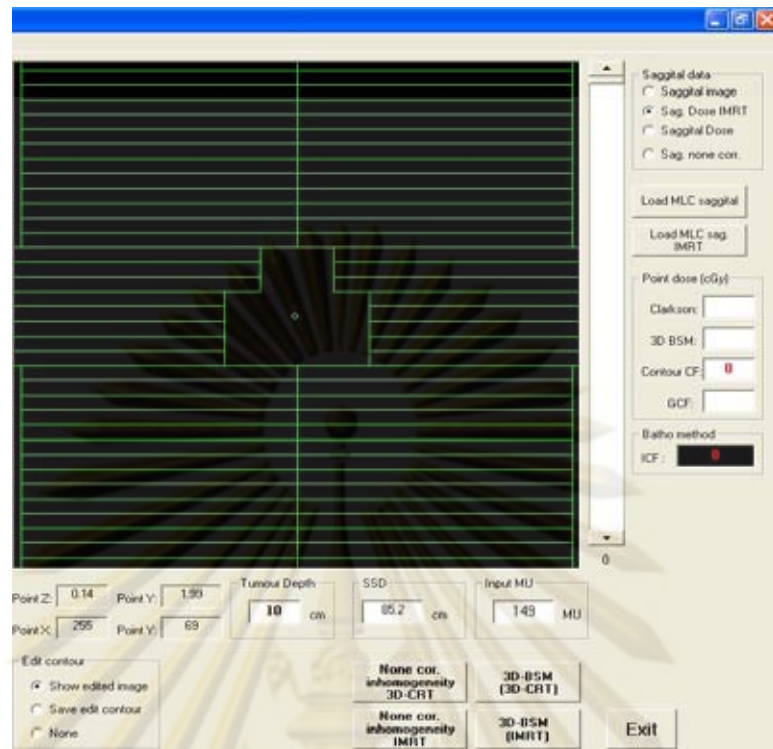 Saggital data
Saggital image
Sag. Dose IMRT
Saggital Dose
Sag. none corr.
Load MLC saggital
Load MLC sag.
IMRT
Point dose (cGy)
Clarkson:
3D BSM:
Contour CF: 0
GCF:
Batho method
ICF : 0
0
Point Z: 0.14 Point Y: 1.99
Point X: 255 Point Y: 69
Tumour Depth
10 cm
SSD
85.2 cm
Input MU
149 MU
Edit contour
Show edited image
Save edit contour
None
None cor.
inhomogeneity
3D-CRT
3D-BSM
(3D-CRT)
None cor.
inhomogeneity
IMRT
3D-BSM
(IMRT)
Exit